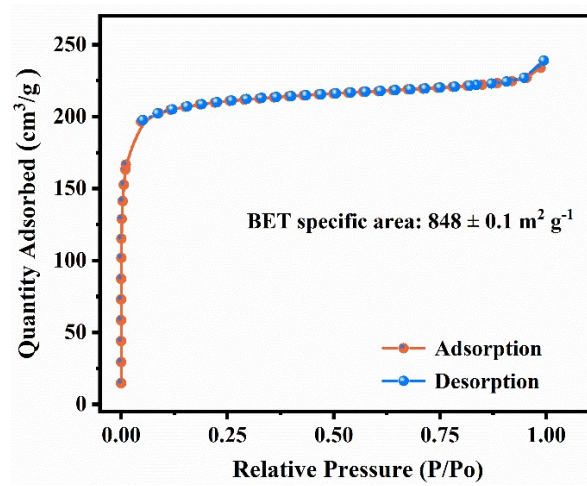 250
200
150
100
50
0
Quantity Adsorbed (cm³/g)
BET specific area: 848 ± 0.1 m² g⁻¹
Adsorption
Desorption
0.00 0.25 0.50 0.75 1.00
Relative Pressure (P/Po)